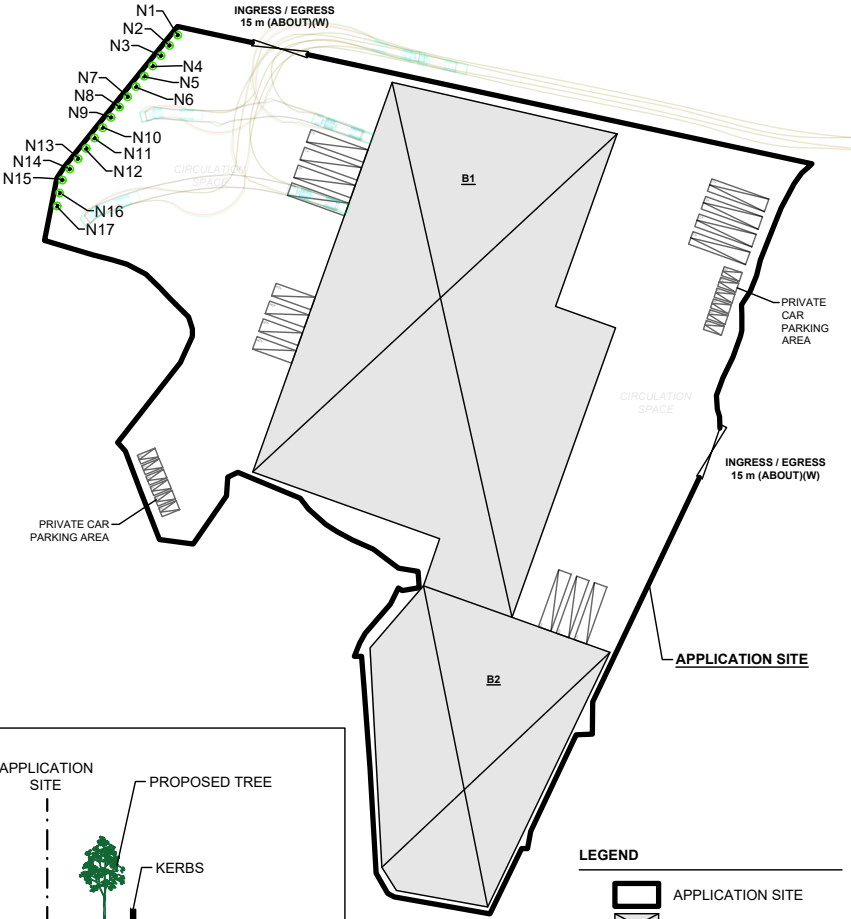 N1
N2
N3
N4
N5
N6
N7
N8
N9
N10
N11
N12
N13
N14
N15
N16
N17
INGRESS / EGRESS
15 m (ABOUT)(W)
CIRCULATION
SPACE
B1
PRIVATE
CAR
PARKING
AREA
CIRCULATION
SPACE
INGRESS / EGRESS
15 m (ABOUT)(W)
PRIVATE CAR
PARKING AREA
APPLICATION SITE
B2
APPLICATION
SITE
PROPOSED TREE
KERBS
LEGEND
APPLICATION SITE